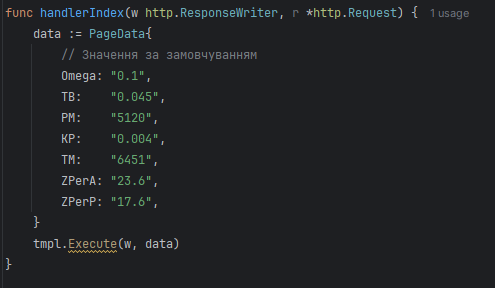 func handlerIndex(w http.ResponseWriter, r *http.Request) { 1 usage
    data := PageData{
        // Значення за замовчуванням
        Omega: "0.1",
        TB:    "0.045",
        PM:    "5120",
        KP:    "0.004",
        TM:    "6451",
        ZPerA: "23.6",
        ZPerP: "17.6",
    }
    tmpl.Execute(w, data)
}